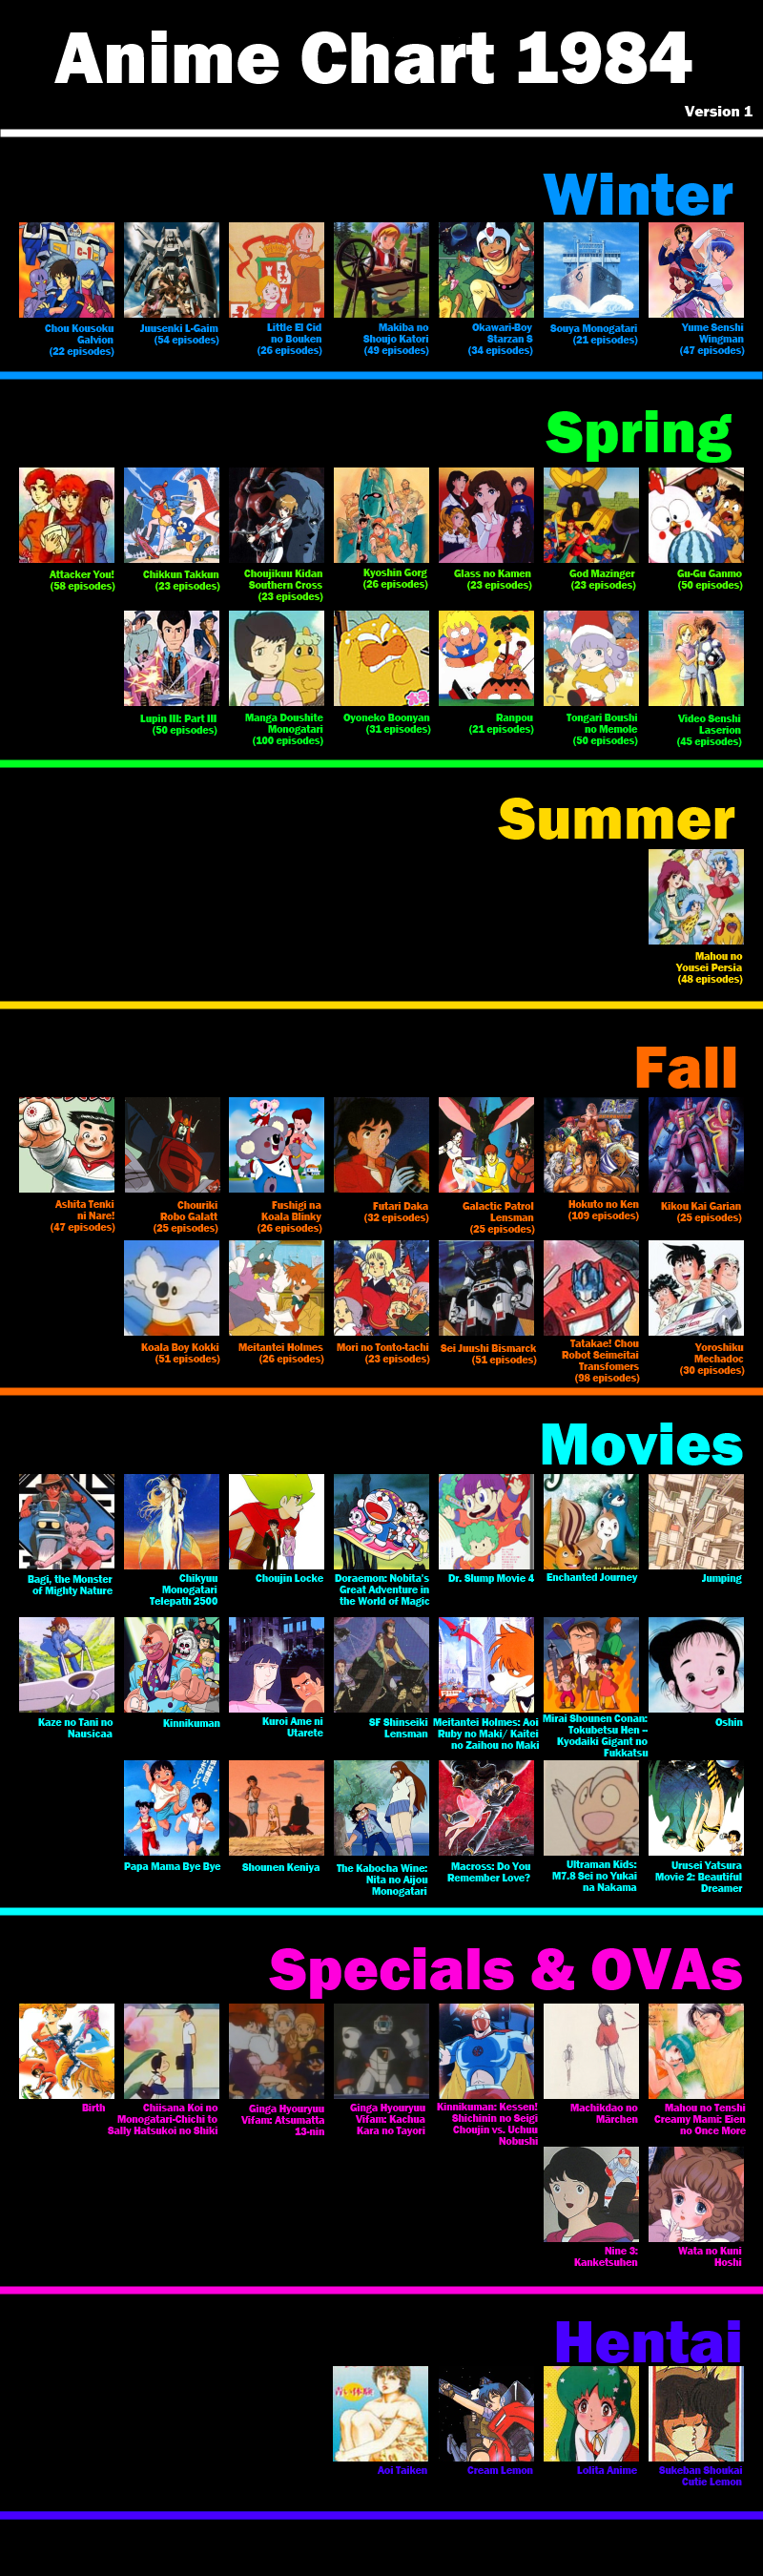 Anime Chart 1984
Version 1
Winter
Chou Kousoku
Galvion
(22 episodes)
Juusenki L-Gaim
(54 episodes)
Little El Cid
no Bouken
(26 episodes)
Makiba no
Shoujo Katori
(49 episodes)
Okawari-Boy
Starzan S
(34 episodes)
Souya Monogatari
(21 episodes)
Yume Senshi
Wingman
(47 episodes)
Spring
Attacker You!
(58 episodes)
Chikkun Takkun
(23 episodes)
Choujikuu Kidan
Southern Cross
(23 episodes)
Kyoshin Gorg
(26 episodes)
Glass no Kamen
(23 episodes)
God Mazinger
(23 episodes)
Gu-Gu Ganmo
(50 episodes)
Lupin III: Part III
(50 episodes)
Manga Doushite
Monogatari
(100 episodes)
Oyoneko Boonyan
(31 episodes)
Ranpou
(21 episodes)
Tongari Boushi
no Memole
(50 episodes)
Video Senshi
Laserion
(45 episodes)
Summer
Mahou no
Yousei Persia
(48 episodes)
Fall
Ashita Tenki
ni Nare!
(47 episodes)
Chouriki
Robo Galatt
(25 episodes)
Fushigi na
Koala Blinky
(26 episodes)
Futari Daka
(32 episodes)
Galactic Patrol
Lensman
(25 episodes)
Hokuto no Ken
(109 episodes)
Kikou Kai Garian
(25 episodes)
Koala Boy Kokki
(51 episodes)
Meitantei Holmes
(26 episodes)
Mori no Tonto-tachi
(23 episodes)
Sei Juushi Bismarck
(51 episodes)
Tatakae! Chou
Robot Seimeitai
Transfomers
(98 episodes)
Yoroshiku
Mechadoc
(30 episodes)
Movies
Bagi, the Monster
of Mighty Nature
Chikyuu
Monogatari
Telepath 2500
Choujin Locke
Doraemon: Nobita's
Great Adventure in
the World of Magic
Dr. Slump Movie 4
Enchanted Journey
Jumping
Kaze no Tani no
Nausicaa
Kinnikuman
Kuroi Ame ni
Utarete
SF Shinseiki
Lensman
Meitantei Holmes: Aoi
Ruby no Maki/ Kaitei
no Zaihou no Maki
Mirai Shounen Conan:
Tokubetsu Hen –
Kyodaiki Gigant no
Fukkatsu
Oshin
Papa Mama Bye Bye
Shounen Keniya
The Kabocha Wine:
Nita no Aijou
Monogatari
Macross: Do You
Remember Love?
Ultraman Kids:
M7.8 Sei no Yukai
na Nakama
Urusei Yatsura
Movie 2: Beautiful
Dreamer
Specials & OVAs
Birth
Chiisana Koi no
Monogatari-Chichi to
Sally Hatsukoi no Shiki
Ginga Hyouryuu
Vifam: Atsumatta
13-nin
Ginga Hyouryuu
Vifam: Kachua
Kara no Tayori
Kinnikuman: Kessen!
Shichinin no Seigi
Choujin vs. Uchuu
Nobushi
Machikdao no
Märchen
Mahou no Tenshi
Creamy Mami: Eien
no Once More
Nine 3:
Kanketsuhen
Wata no Kuni
Hoshi
Hentai
青い体験
Aoi Taiken
Cream Lemon
Lolita Anime
Sukeban Shoukai
Cutie Lemon